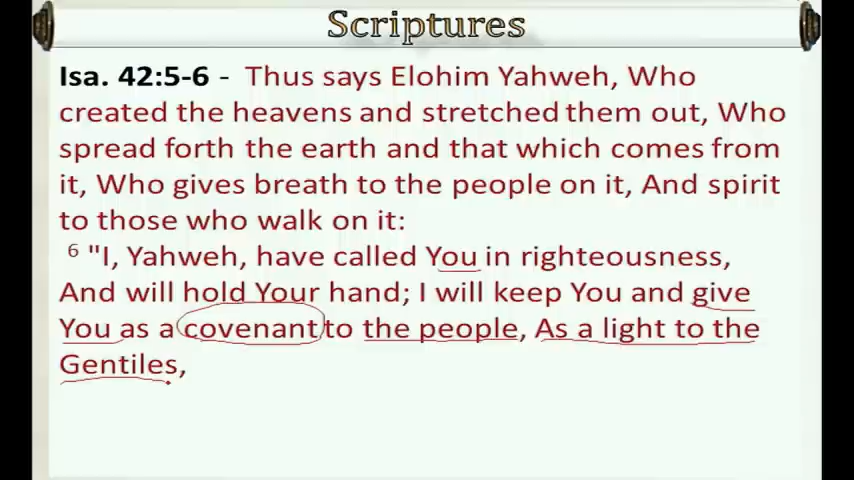 Scriptures
Isa. 42:5-6 - Thus says Elohim Yahweh, Who
created the heavens and stretched them out, Who
spread forth the earth and that which comes from
it, Who gives breath to the people on it, And spirit
to those who walk on it:
6 "I, Yahweh, have called You in righteousness,
And will hold Your hand; I will keep You and give
You as a covenant to the people, As a light to the
Gentiles,